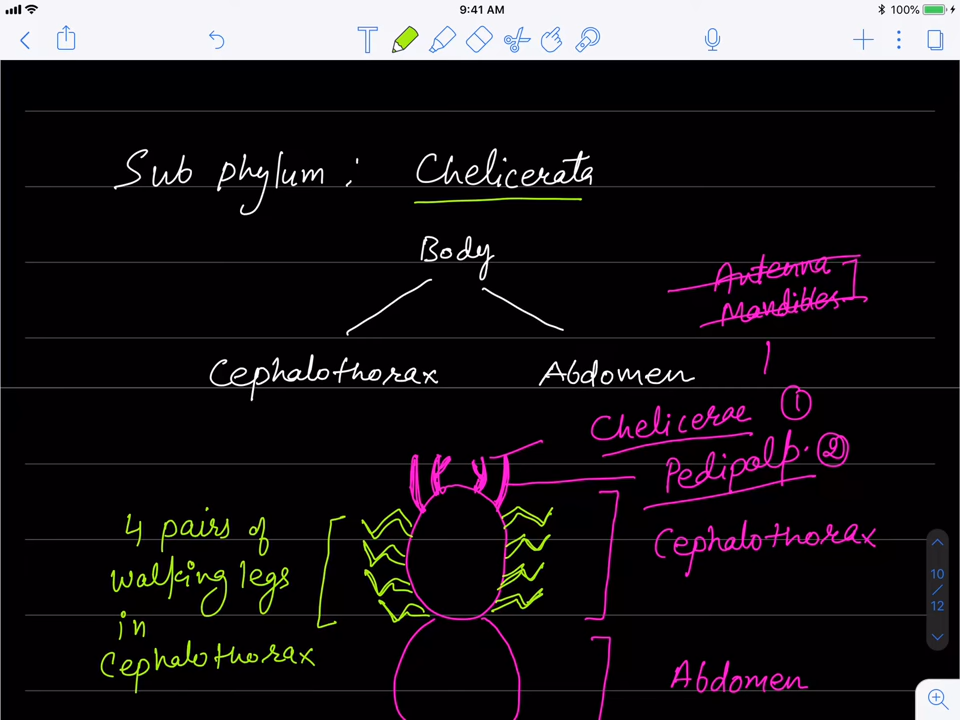 9:41 AM
100%
Sub phylum : Chelicerata
Body
Antenna
Mandibles
Cephalothorax
Abdomen
Chelicerae 1
Pedipalp. 2
4 pairs of
walking legs
in
Cephalothorax
Cephalothorax
Abdomen
10
/
12